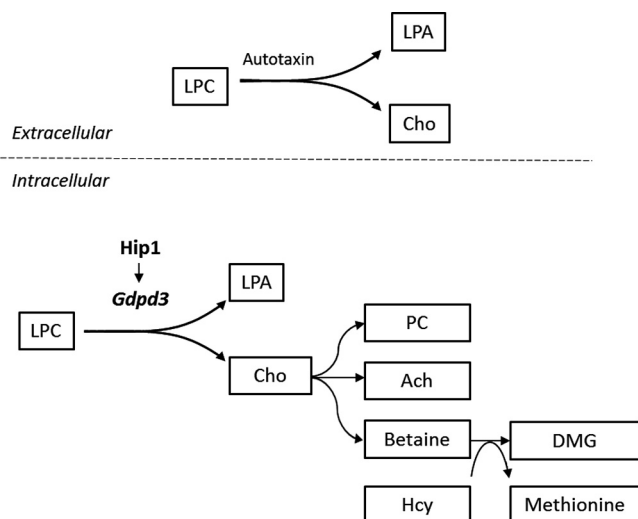 LPA
Autotaxin
LPC
Cho
Extracellular
Intracellular
Hip1
Gdpd3
LPA
LPC
PC
Cho
Ach
Betaine
DMG
Hcy
Methionine